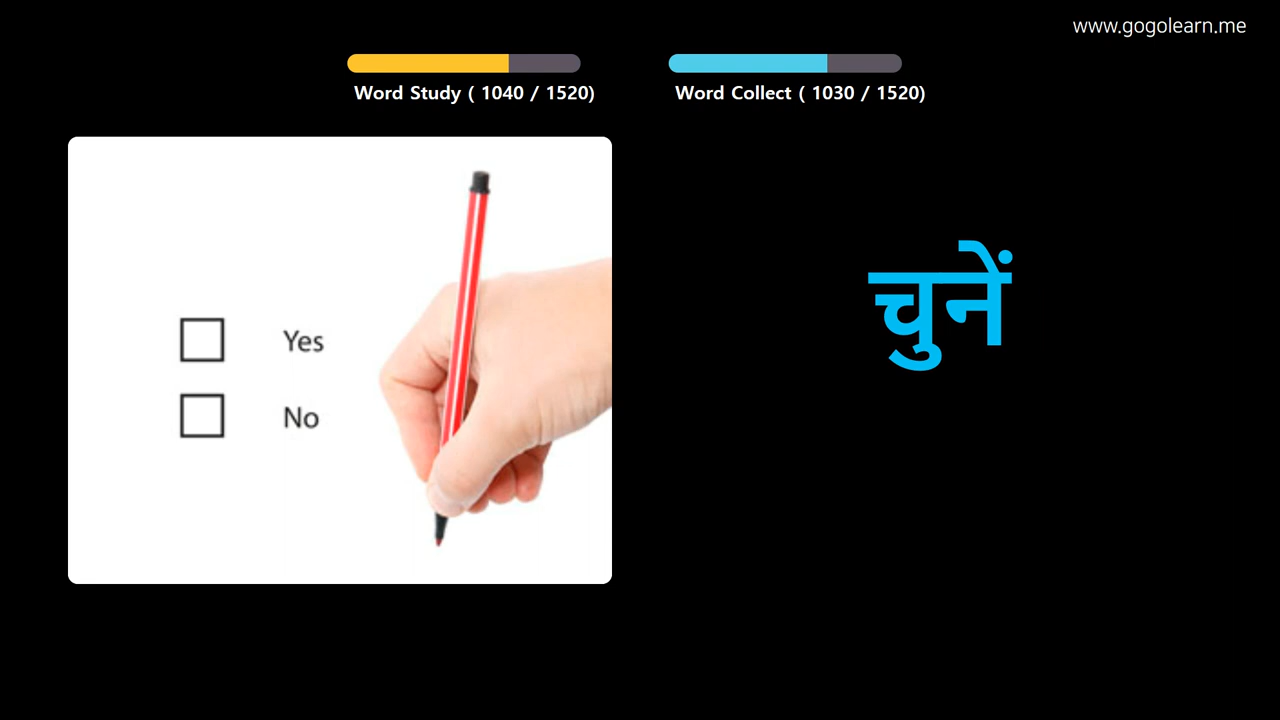 www.gogolearn.me
Word Study ( 1040 / 1520)
Word Collect ( 1030 / 1520)
चुनें
Yes
No